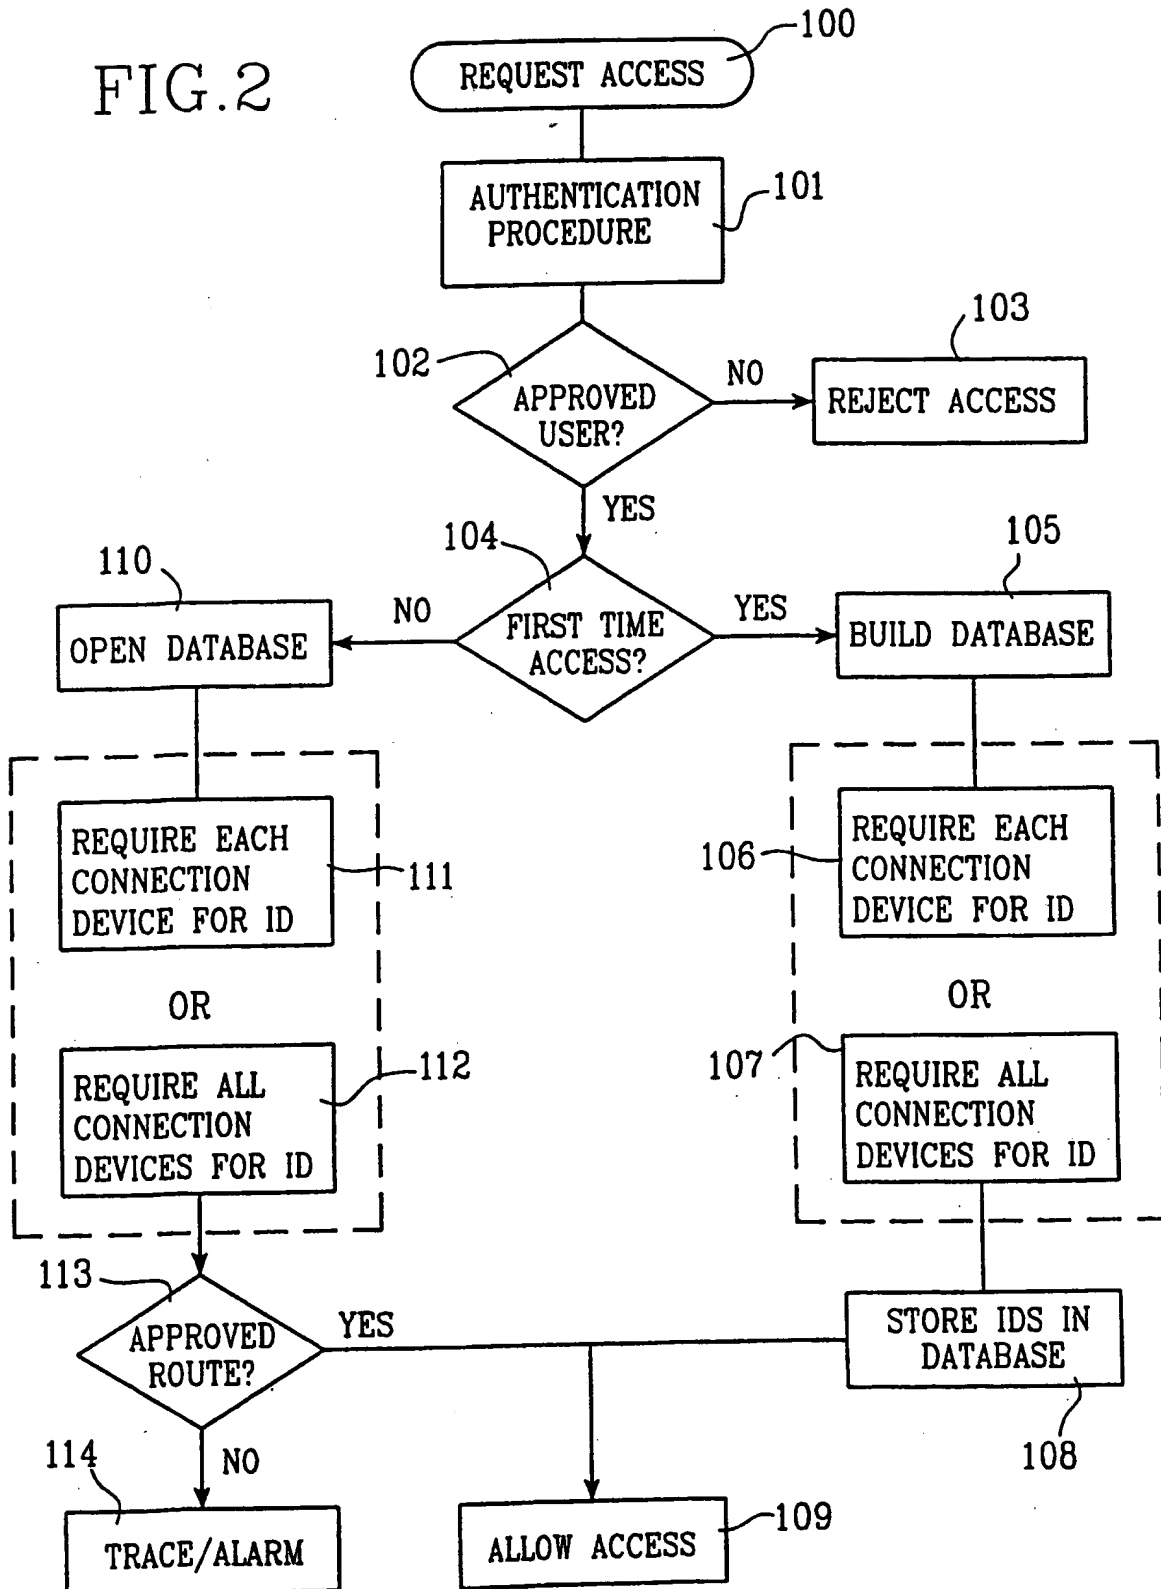 FIG.2
100
REQUEST ACCESS
AUTHENTICATION
PROCEDURE
101
102
APPROVED
USER?
NO
103
REJECT ACCESS
YES
104
FIRST TIME
ACCESS?
NO
YES
110
OPEN DATABASE
105
BUILD DATABASE
REQUIRE EACH
CONNECTION
DEVICE FOR ID
111
OR
REQUIRE ALL
CONNECTION
DEVICES FOR ID
112
106
REQUIRE EACH
CONNECTION
DEVICE FOR ID
OR
107
REQUIRE ALL
CONNECTION
DEVICES FOR ID
113
APPROVED
ROUTE?
YES
STORE IDS IN
DATABASE
108
NO
114
TRACE/ALARM
ALLOW ACCESS
109